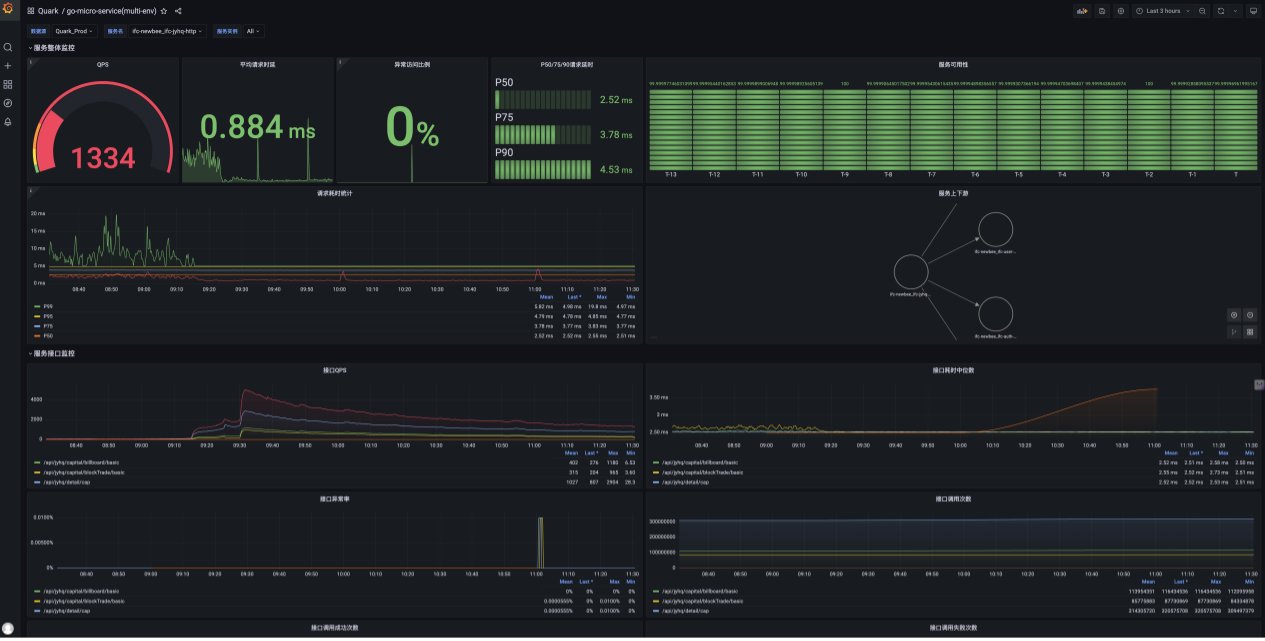 Quark / go-micro-service(multi-env)
Last 3 hours
数据源 Quark_Prod 服务名 ifc-newbee_ifc-jyhq-http 服务实例 All
服务整体监控
QPS
1334
平均请求时延
0.884 ms
异常访问比例
0%
P50/75/90请求延时
P50
2.52 ms
P75
3.78 ms
P90
4.53 ms
服务可用性
100 100
T-13 T-12 T-11 T-10 T-9 T-8 T-7 T-6 T-5 T-4 T-3 T-2 T-1 T
请求耗时统计
20 ms
15 ms
10 ms
5 ms
0 ms
08:40 08:50 09:00 09:10 09:20 09:30 09:40 09:50 10:00 10:10 10:20 10:30 10:40 10:50 11:00 11:10 11:20 11:30
Mean Last * Max Min
P99 5.82 ms 4.98 ms 19.8 ms 4.97 ms
P95 4.79 ms 4.78 ms 4.85 ms 4.77 ms
P75 3.78 ms 3.77 ms 3.83 ms 3.77 ms
P50 2.52 ms 2.52 ms 2.55 ms 2.51 ms
服务上下游
ifc-newbee_ifc-user-...
ifc-newbee_ifc-jyhq...
ifc-newbee_ifc-auth-...
服务接口监控
接口QPS
4000
2000
0
08:40 08:50 09:00 09:10 09:20 09:30 09:40 09:50 10:00 10:10 10:20 10:30 10:40 10:50 11:00 11:10 11:20 11:30
Mean Last * Max Min
/api/jyhq/capital/billboard/basic 402 276 1180 6.53
/api/jyhq/capital/blockTrade/basic 315 204 965 3.60
/api/jyhq/detail/cap 1027 807 2904 28.3
接口耗时中位数
3.50 ms
3 ms
2.50 ms
08:40 08:50 09:00 09:10 09:20 09:30 09:40 09:50 10:00 10:10 10:20 10:30 10:40 10:50 11:00 11:10 11:20 11:30
Mean Last * Max Min
/api/jyhq/capital/billboard/basic 2.52 ms 2.51 ms 2.58 ms 2.50 ms
/api/jyhq/capital/blockTrade/basic 2.55 ms 2.52 ms 2.73 ms 2.51 ms
/api/jyhq/detail/cap 2.52 ms 2.52 ms 2.53 ms 2.51 ms
接口异常率
0.0100%
0.00500%
0%
08:40 08:50 09:00 09:10 09:20 09:30 09:40 09:50 10:00 10:10 10:20 10:30 10:40 10:50 11:00 11:10 11:20 11:30
Mean Last * Max Min
/api/jyhq/capital/billboard/basic 0% 0% 0% 0%
/api/jyhq/capital/blockTrade/basic 0.0000555% 0% 0.0100% 0%
/api/jyhq/detail/cap 0.0000555% 0% 0.0100% 0%
接口调用次数
300000000
200000000
100000000
0
08:40 08:50 09:00 09:10 09:20 09:30 09:40 09:50 10:00 10:10 10:20 10:30 10:40 10:50 11:00 11:10 11:20 11:30
Mean Last * Max Min
/api/jyhq/capital/billboard/basic 113954351 116434536 116434536 112095958
/api/jyhq/capital/blockTrade/basic 85775883 87700869 87700869 84334878
/api/jyhq/detail/cap 314305720 320575708 320575708 309497379
接口调用成功次数
接口调用失败次数